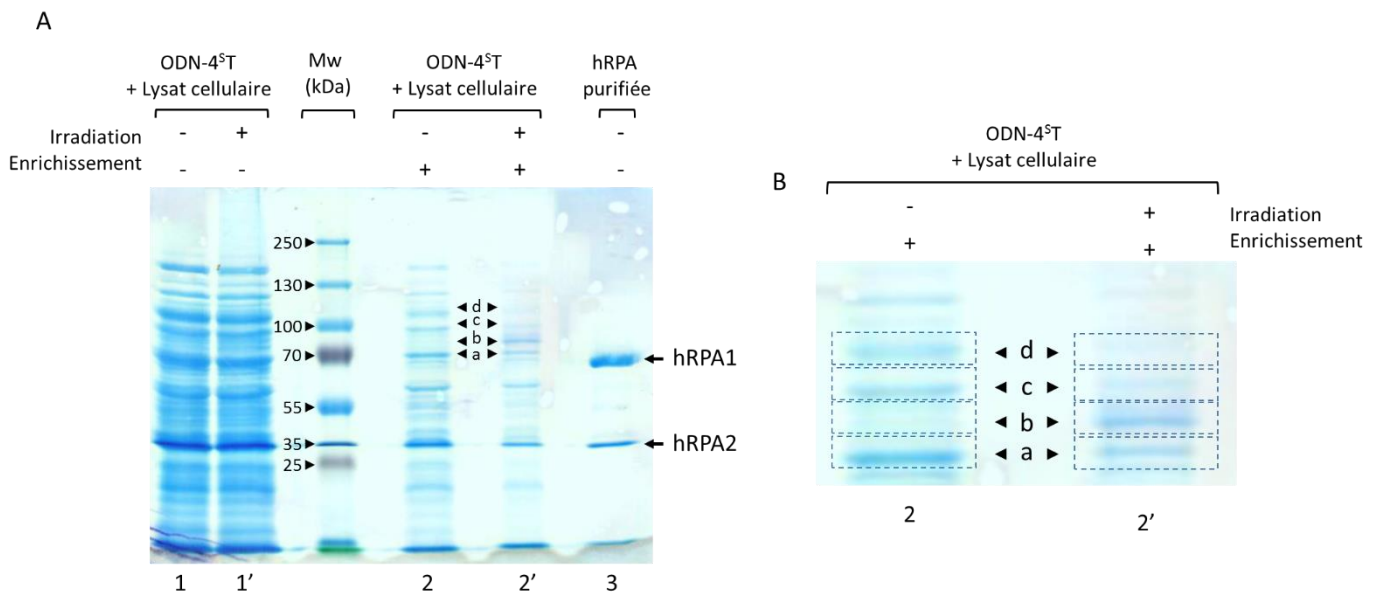 A
ODN-4ˢT
+ Lysat cellulaire
Mw
(kDa)
ODN-4ˢT
+ Lysat cellulaire
hRPA
purifiée
Irradiation - + - + -
Enrichissement - - + + -
250
130
100
70
55
35
25
d
c
b
a
hRPA1
hRPA2
1 1’ 2 2’ 3
B
ODN-4ˢT
+ Lysat cellulaire
- + Irradiation
+ + Enrichissement
d
c
b
a
2 2’